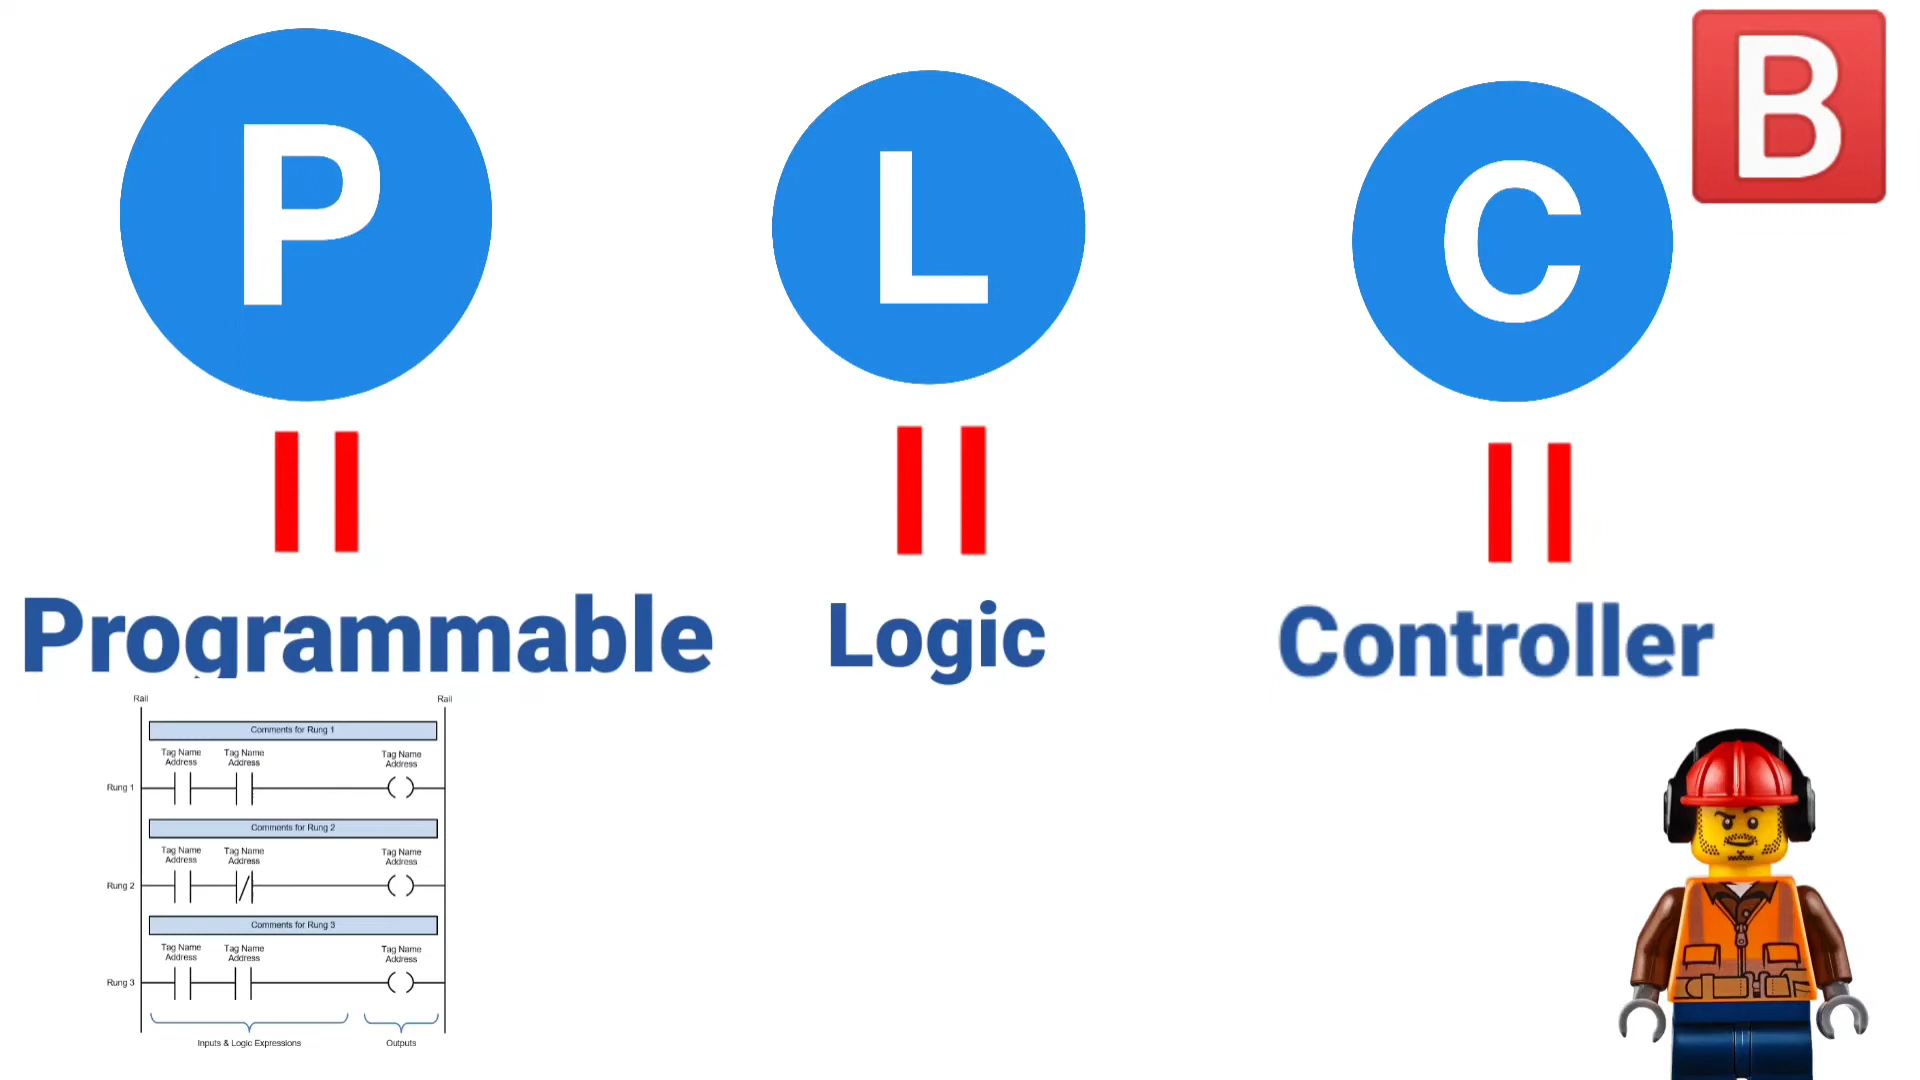 P L C B
Programmable Logic Controller
Rail Rail
Comments for Rung 1
Tag Name Tag Name Tag Name
Address Address Address
Rung 1
Comments for Rung 2
Tag Name Tag Name Tag Name
Address Address Address
Rung 2
Comments for Rung 3
Tag Name Tag Name Tag Name
Address Address Address
Rung 3
Inputs & Logic Expressions Outputs